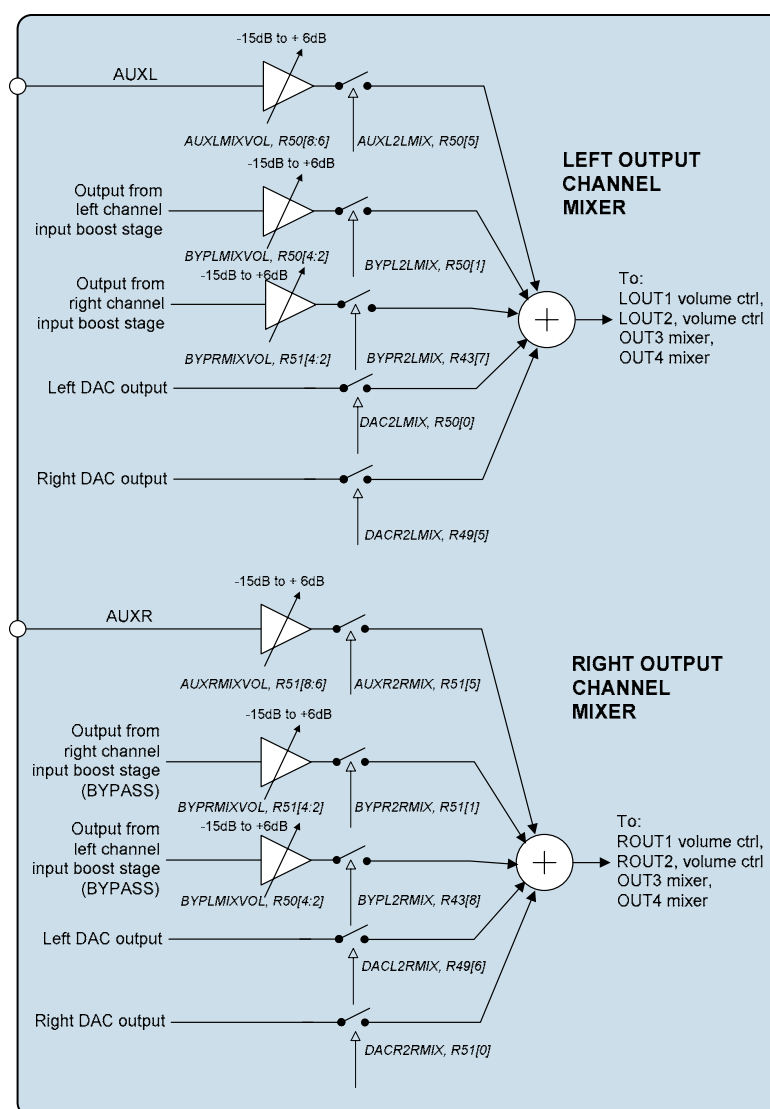 -15dB to + 6dB
AUXL
AUXLMIXVOL, R50[8:6]
AUXL2LMIX, R50[5]
LEFT OUTPUT
CHANNEL
MIXER
-15dB to +6dB
Output from
left channel
input boost stage
BYPLMIXVOL, R50[4:2]
BYPL2LMIX, R50[1]
-15dB to +6dB
Output from
right channel
input boost stage
BYPRMIXVOL, R51[4:2]
BYPR2LMIX, R43[7]
To:
LOUT1 volume ctrl,
LOUT2, volume ctrl
OUT3 mixer,
OUT4 mixer
Left DAC output
DAC2LMIX, R50[0]
Right DAC output
DACR2LMIX, R49[5]
-15dB to + 6dB
AUXR
AUXRMIXVOL, R51[8:6]
AUXR2RMIX, R51[5]
RIGHT OUTPUT
CHANNEL
MIXER
-15dB to +6dB
Output from
right channel
input boost stage
(BYPASS)
BYPRMIXVOL, R51[4:2]
BYPR2RMIX, R51[1]
-15dB to +6dB
Output from
left channel
input boost stage
(BYPASS)
BYPLMIXVOL, R50[4:2]
BYPL2RMIX, R43[8]
To:
ROUT1 volume ctrl,
ROUT2, volume ctrl
OUT3 mixer,
OUT4 mixer
Left DAC output
DACL2RMIX, R49[6]
Right DAC output
DACR2RMIX, R51[0]